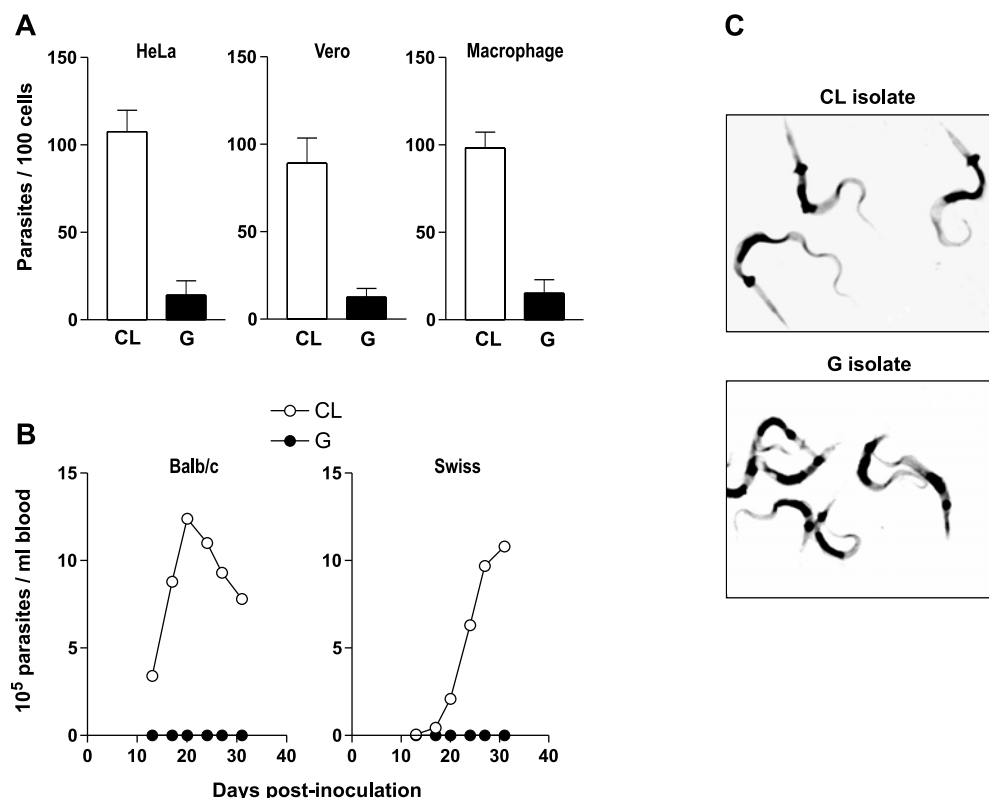 A
HeLa
Vero
Macrophage
150
100
50
0
150
100
50
0
150
100
50
0
Parasites / 100 cells
CL G
CL G
CL G
C
CL isolate
G isolate
CL
G
B
Balb/c
Swiss
15
10
5
0
15
10
5
0
10⁵ parasites / ml blood
0 10 20 30 40
0 10 20 30 40
Days post-inoculation